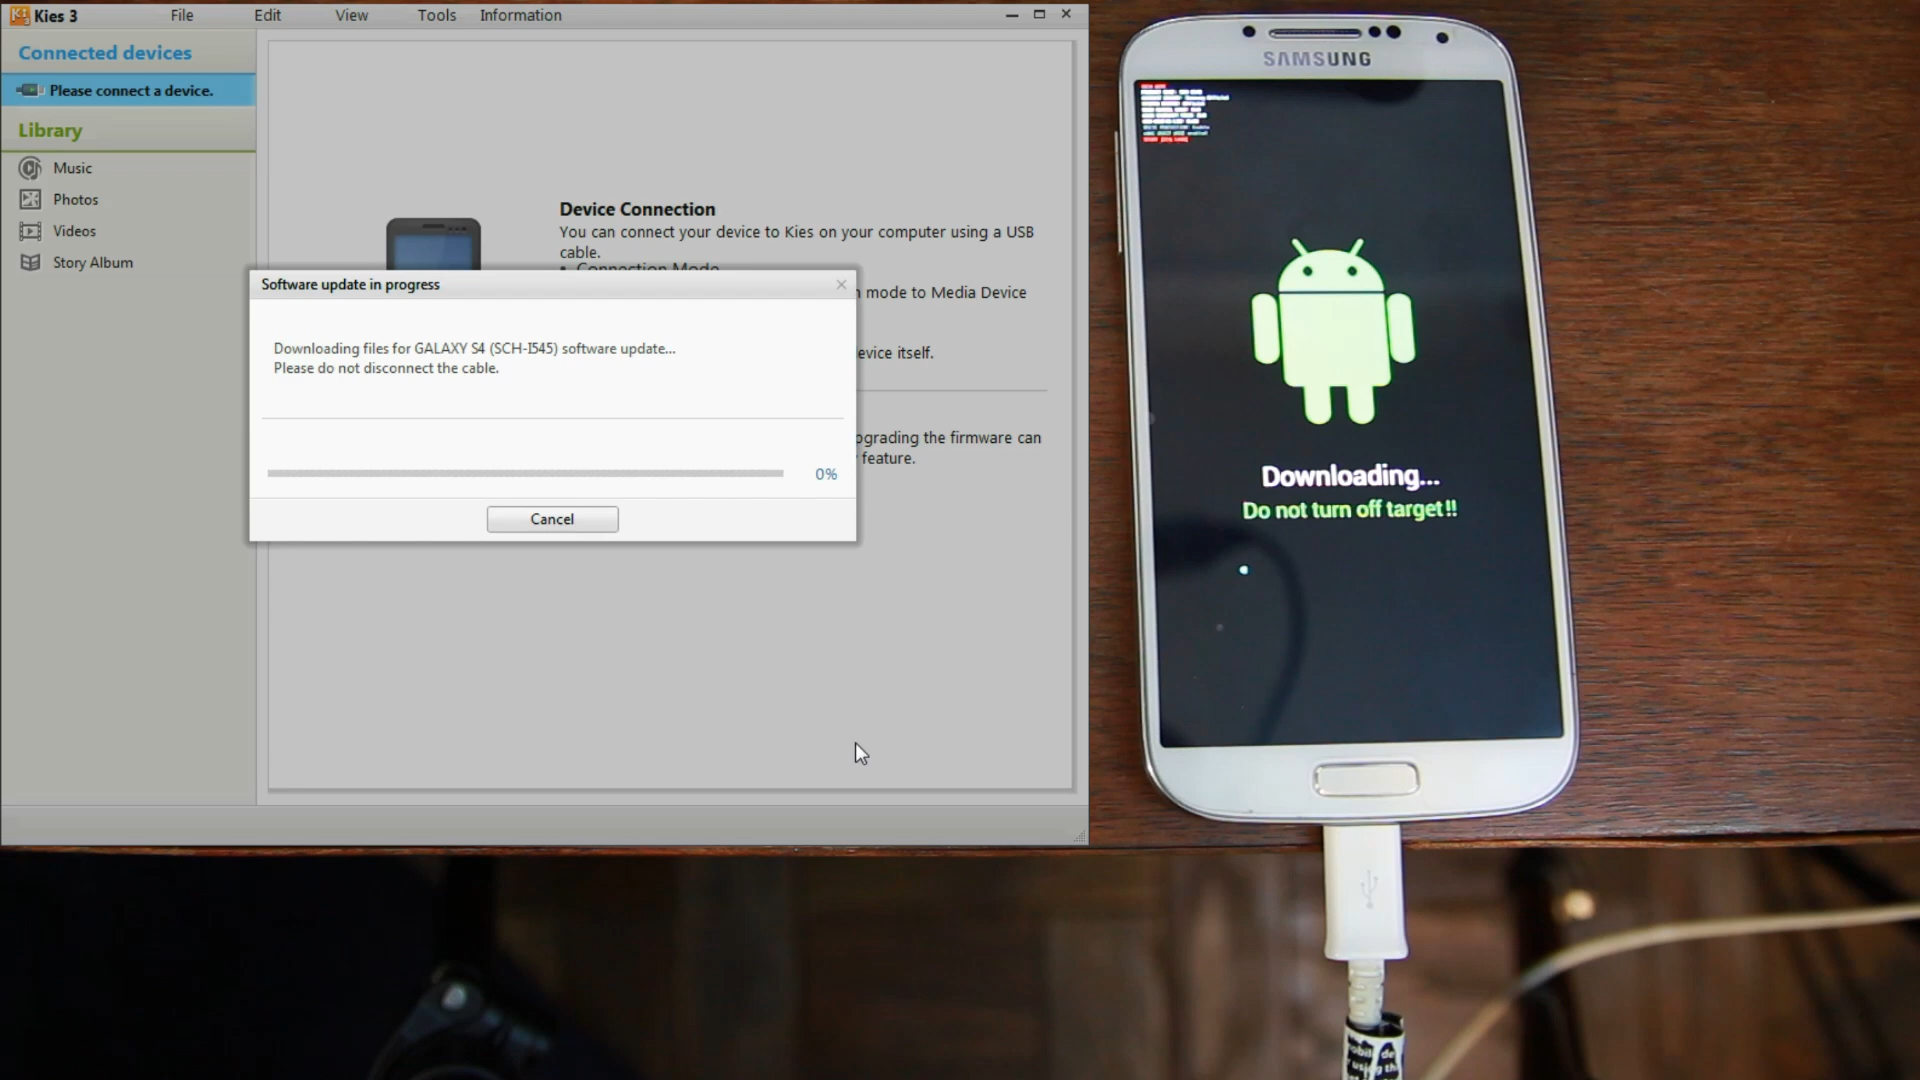 Kies 3
File
Edit
View
Tools
Information
Connected devices
Please connect a device.
Library
Music
Photos
Videos
Story Album
Device Connection
You can connect your device to Kies on your computer using a USB
cable.
Connection Mode
mode to Media Device
evice itself.
pgrading the firmware can
feature.
Software update in progress
Downloading files for GALAXY S4 (SCH-I545) software update...
Please do not disconnect the cable.
0%
Cancel
SAMSUNG
Downloading...
Do not turn off target!!